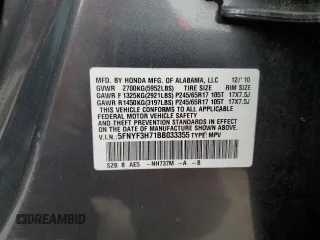 MFD. BY HONDA MFG. OF ALABAMA, LLC 12/10
GVWR 2700KG(5952LBS) TIRE SIZE RIM SIZE
GAWR F 1325KG(2921LBS) P245/65R17 105T 17X7.5J
GAWR R 1450KG(3197LBS) P245/65R17 105T 17X7.5J
THIS VEHICLE CONFORMS TO ALL APPLICABLE
FEDERAL MOTOR VEHICLE SAFETY AND THEFT
PREVENTION STANDARDS IN EFFECT ON THE DATE
OF MANUFACTURE SHOWN ABOVE.
V.I.N.: 5FNYF3H71BB033355 TYPE: MPV
SZB B AE5 -NH737M -A -B